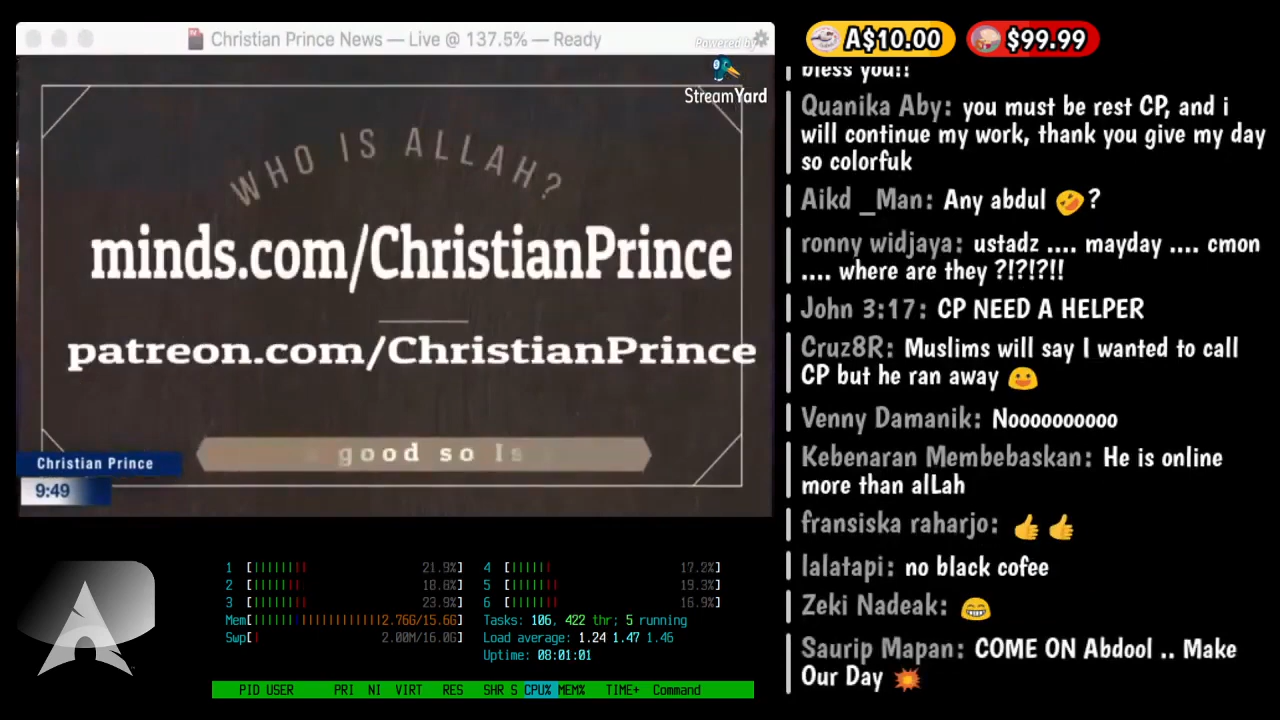 Christian Prince News — Live @ 137.5% — Ready
Powered by
StreamYard
WHO IS ALLAH?
minds.com/ChristianPrince
patreon.com/ChristianPrince
good so Is
Christian Prince
9:49
1 [ 21.9%]
2 [ 18.6%]
3 [ 23.9%]
Mem[ 2.76G/15.6G]
Swp[ 2.00M/16.0G]
4 [ 17.2%]
5 [ 19.3%]
6 [ 16.9%]
Tasks: 106, 422 thr; 5 running
Load average: 1.24 1.47 1.46
Uptime: 08:01:01
PID USER PRI NI VIRT RES SHR S CPU% MEM% TIME+ Command
A$10.00 $99.99
bless you!!
Quanika Aby: you must be rest CP, and i
will continue my work, thank you give my day
so colorfuk
Aikd _Man: Any abdul 🤣?
ronny widjaya: ustadz .... mayday .... cmon
.... where are they ?!?!?!!
John 3:17: CP NEED A HELPER
Cruz8R: Muslims will say I wanted to call
CP but he ran away 😀
Venny Damanik: Noooooooooo
Kebenaran Membebaskan: He is online
more than alLah
fransiska raharjo: 👍 👍
lalatapi: no black cofee
Zeki Nadeak: 😁
Saurip Mapan: COME ON Abdool .. Make
Our Day 💥